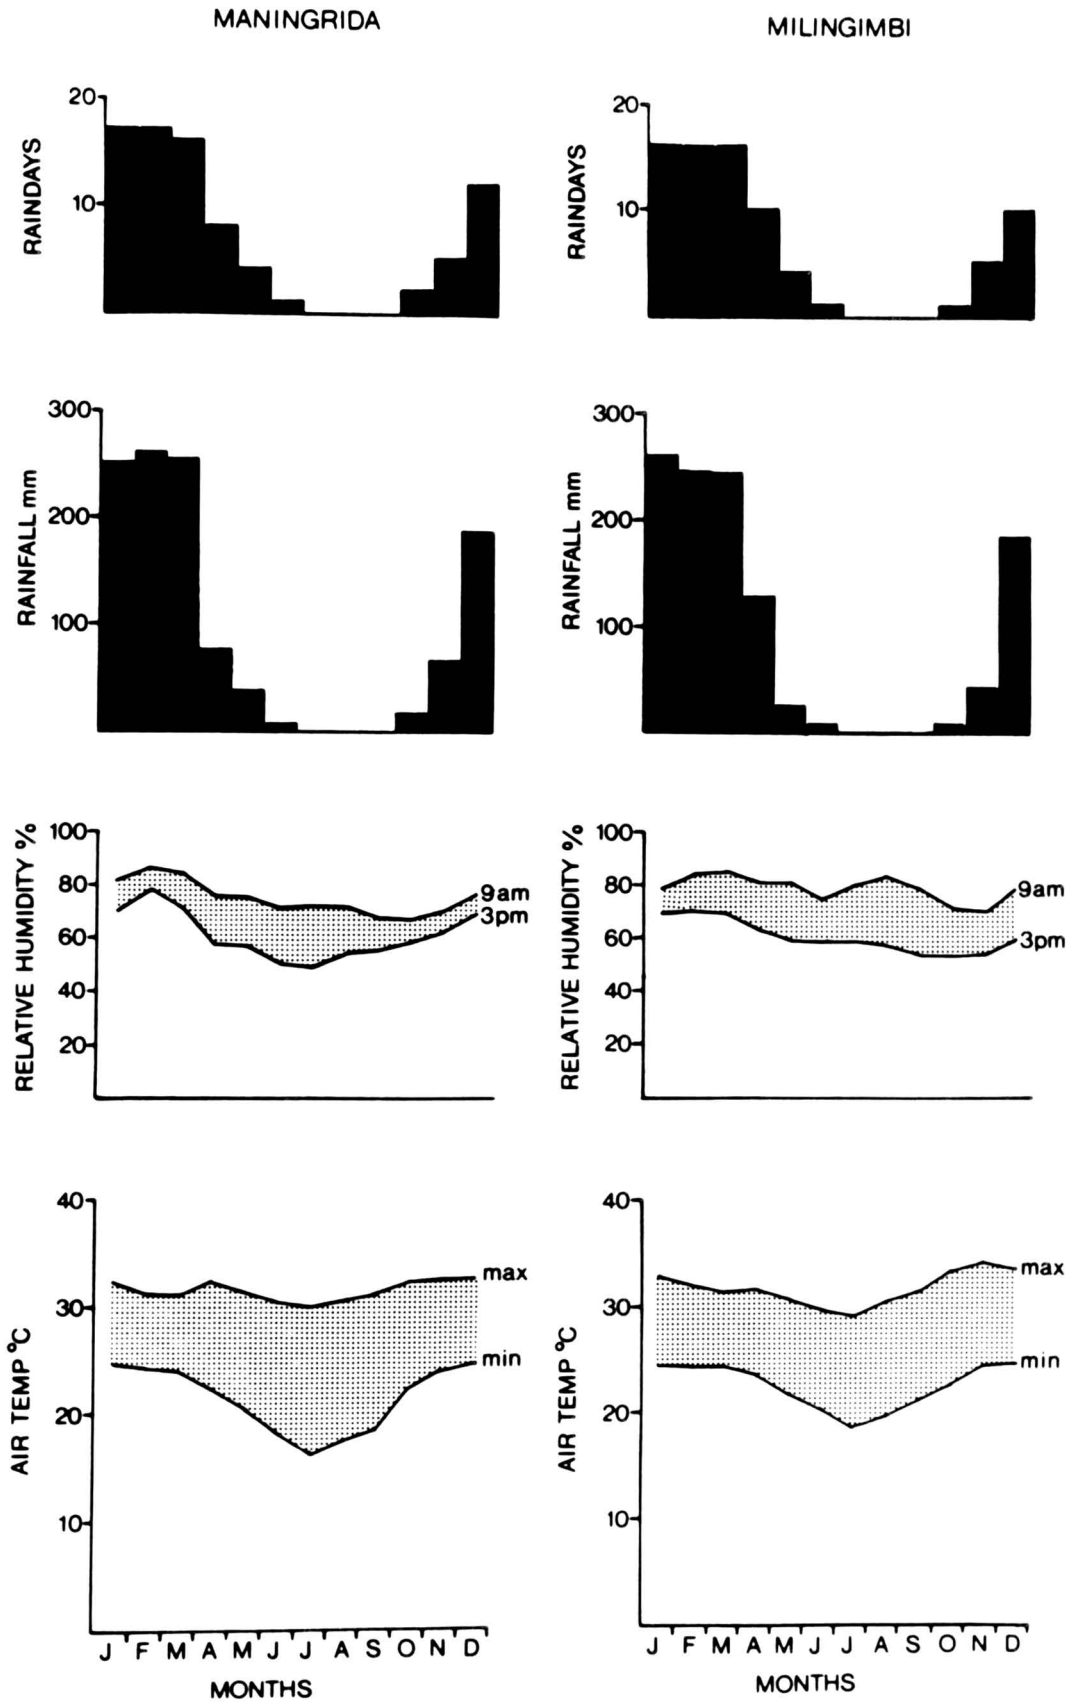 MANINGRIDA
MILINGIMBI
RAINDAYS
20
10
RAINDAYS
20
10
RAINFALL mm
300
200
100
RAINFALL mm
300
200
100
RELATIVE HUMIDITY %
100
80
60
40
20
9am
3pm
RELATIVE HUMIDITY %
100
80
60
40
20
9am
3pm
AIR TEMP °C
40
30
20
10
max
min
J F M A M J J A S O N D
MONTHS
AIR TEMP °C
40
30
20
10
max
min
J F M A M J J A S O N D
MONTHS